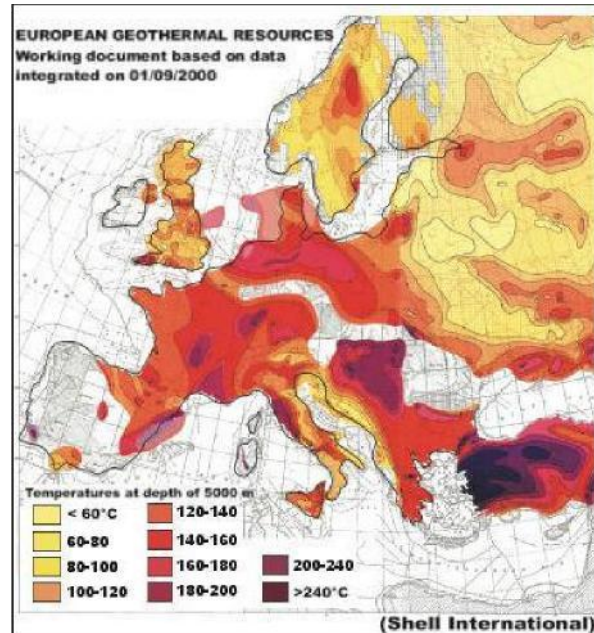 EUROPEAN GEOTHERMAL RESOURCES
Working document based on data
integrated on 01/09/2000
Temperatures at depth of 5000 m
< 60°C
60-80
80-100
100-120
120-140
140-160
160-180
180-200
200-240
>240°C
(Shell International)